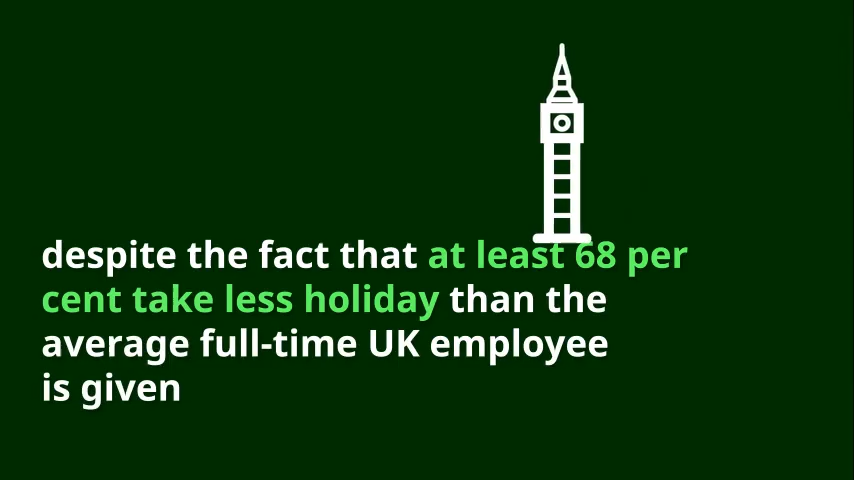 despite the fact that at least 68 per
cent take less holiday than the
average full-time UK employee
is given